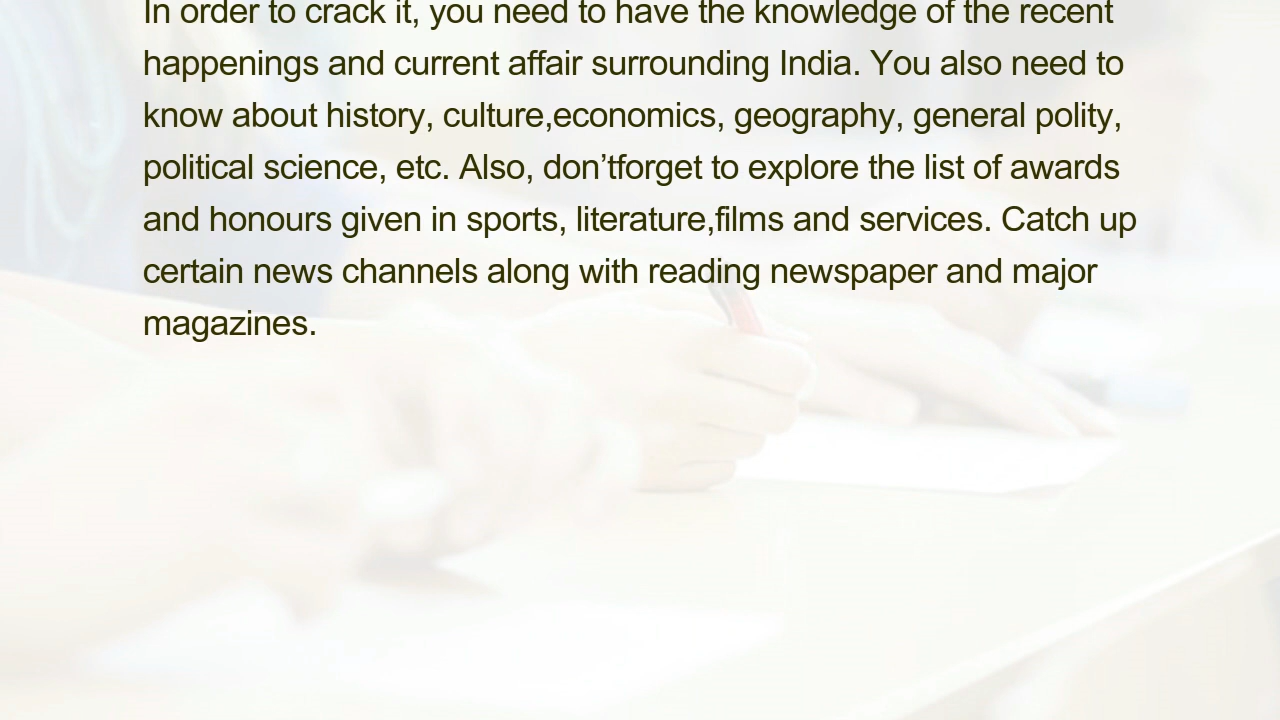 In order to crack it, you need to have the knowledge of the recent
happenings and current affair surrounding India. You also need to
know about history, culture,economics, geography, general polity,
political science, etc. Also, don’tforget to explore the list of awards
and honours given in sports, literature,films and services. Catch up
certain news channels along with reading newspaper and major
magazines.